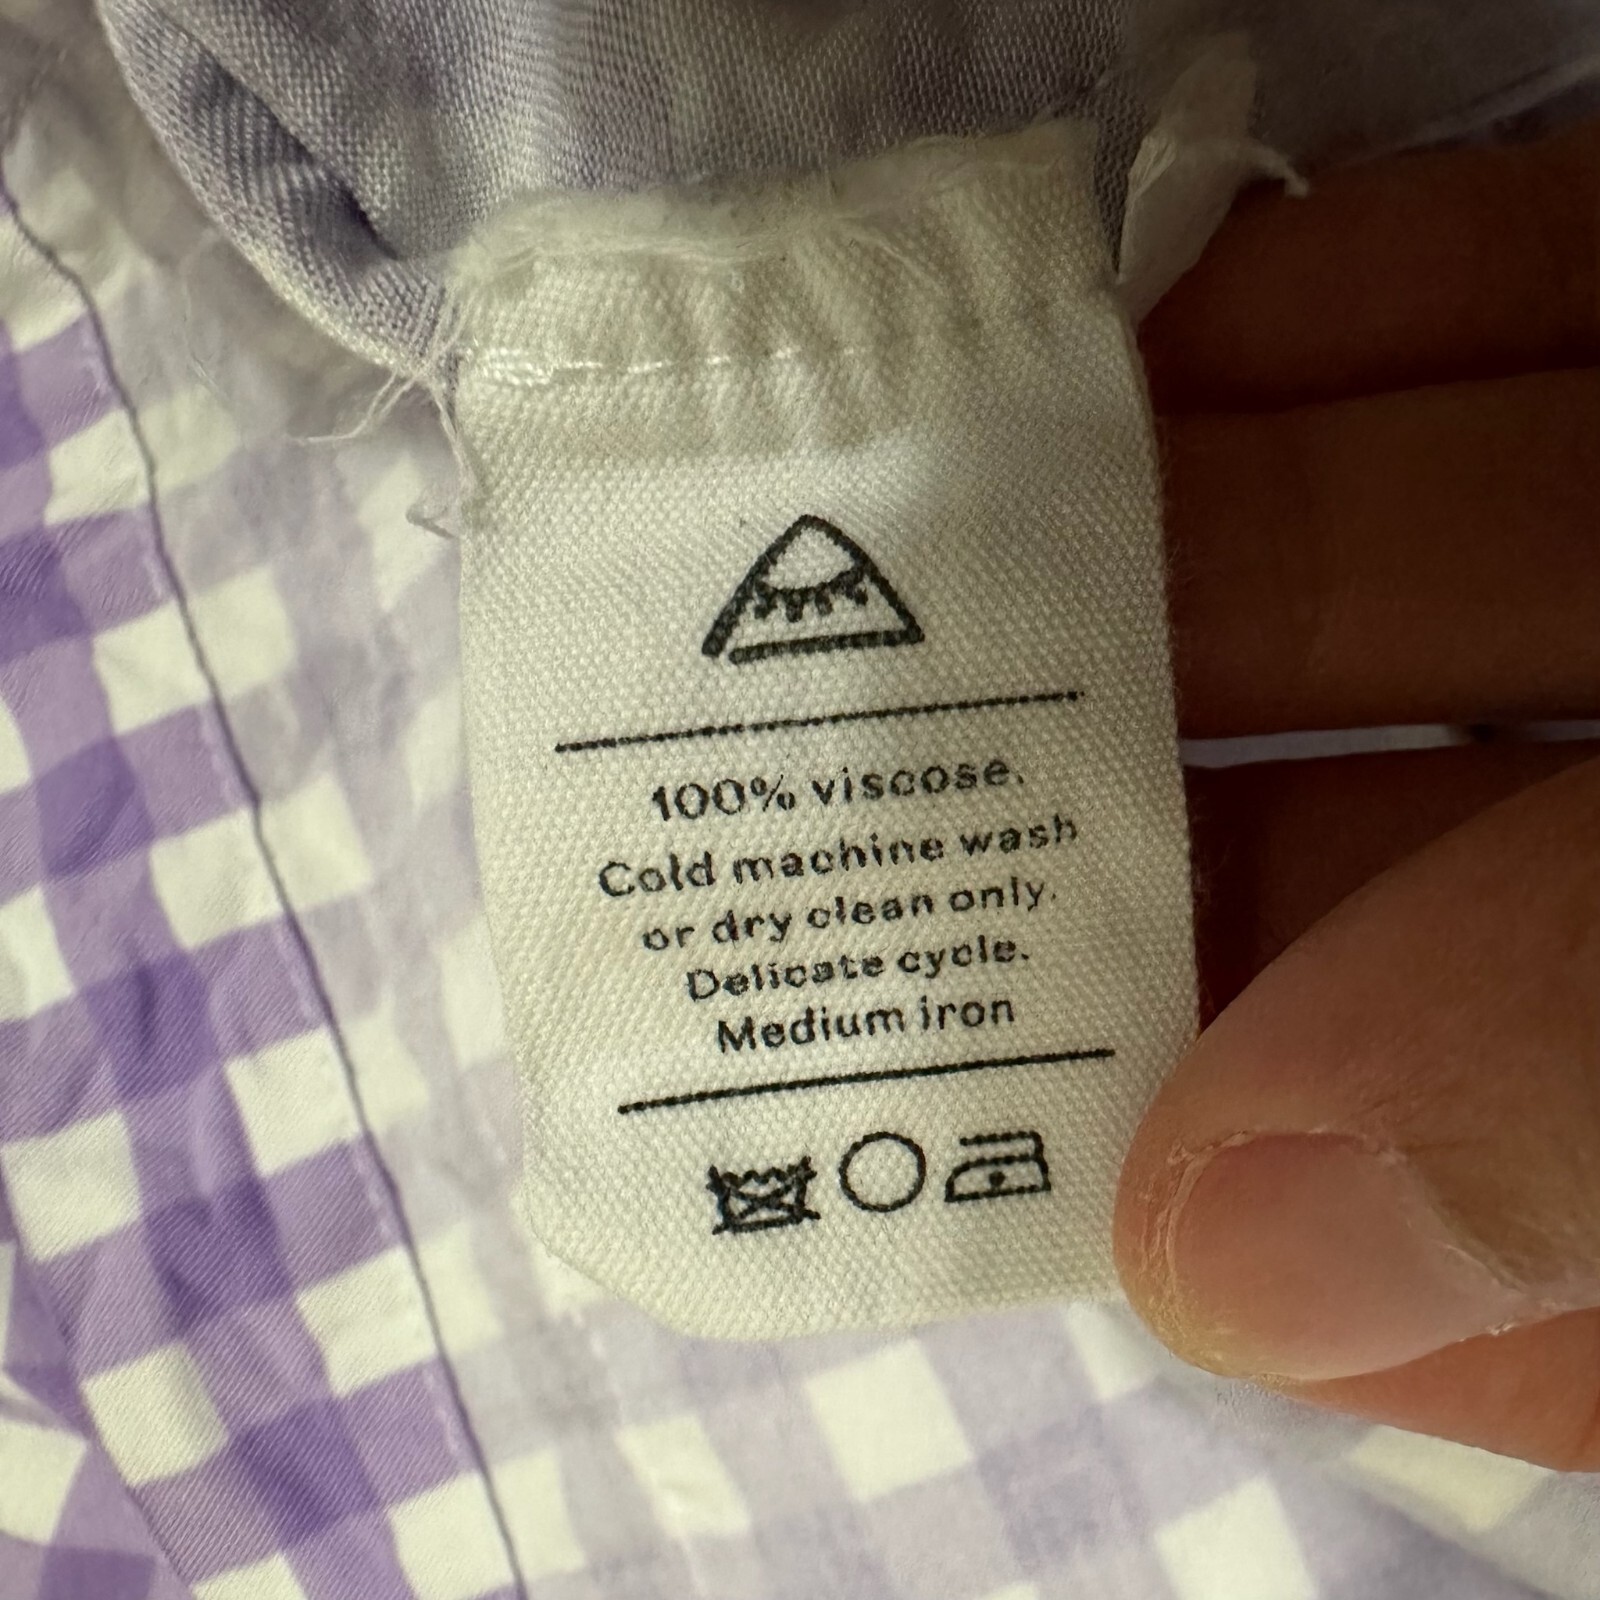 100% viscose.
Cold machine wash
or dry clean only.
Delicate cycle.
Medium iron